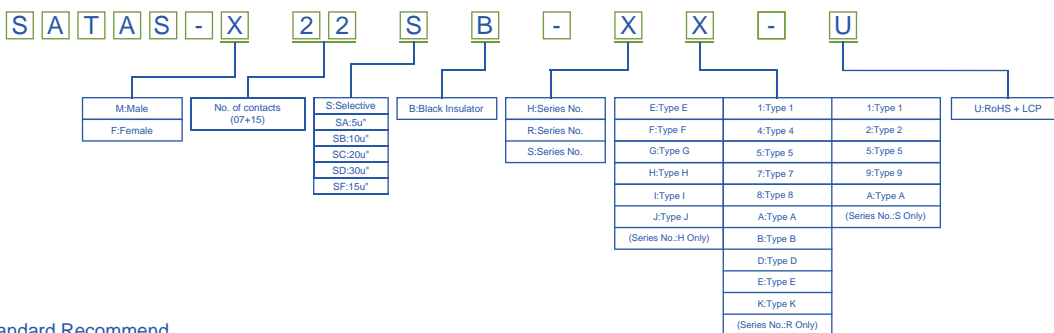 SATAS-X 22 S B - X X - U
M:Male
F:Female
No. of contacts
(07+15)
S:Selective
SA:5u"
SB:10u"
SC:20u"
SD:30u"
SF:15u"
B:Black Insulator
H:Series No.
R:Series No.
S:Series No.
E:Type E
F:Type F
G:Type G
H:Type H
I:Type I
J:Type J
(Series No.:H Only)
1:Type 1
4:Type 4
5:Type 5
7:Type 7
8:Type 8
A:Type A
B:Type B
D:Type D
E:Type E
K:Type K
(Series No.:R Only)
1:Type 1
2:Type 2
5:Type 5
9:Type 9
A:Type A
(Series No.:S Only)
U:RoHS + LCP
Recommend